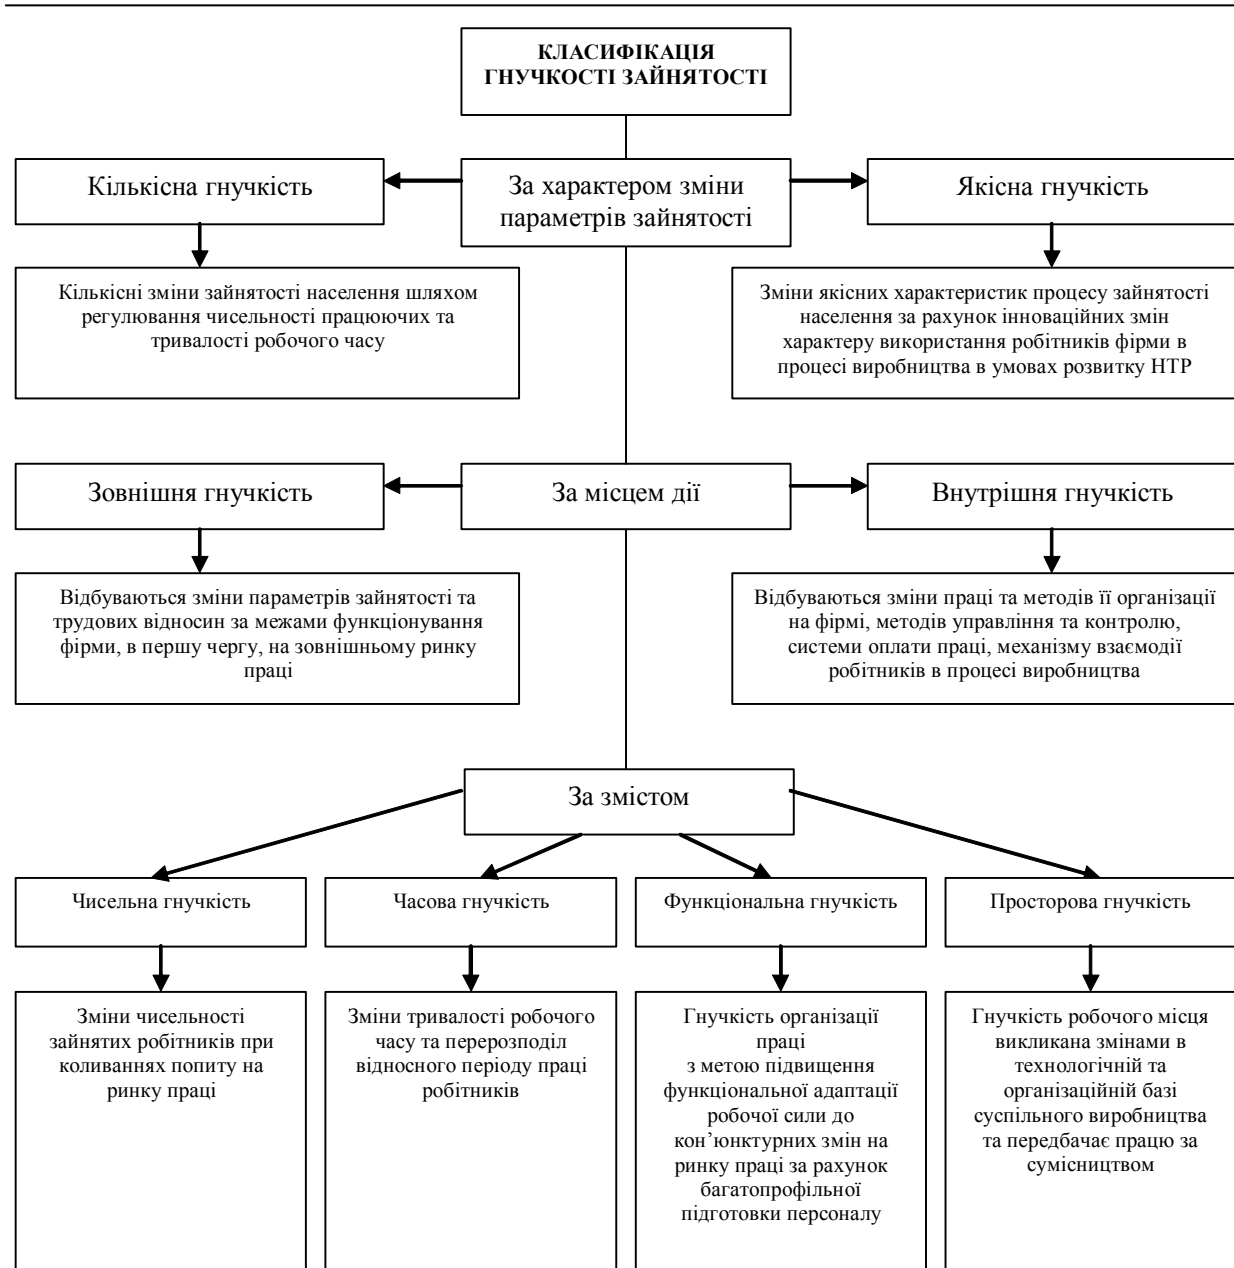 КЛАСИФІКАЦІЯ
ГНУЧКОСТІ ЗАЙНЯТОСТІ
Кількісна гнучкість
За характером зміни
параметрів зайнятості
Якісна гнучкість
Кількісні зміни зайнятості населення шляхом
регулювання чисельності працюючих та
тривалості робочого часу
Зміни якісних характеристик процесу зайнятості
населення за рахунок інноваційних змін
характеру використання робітників фірми в
процесі виробництва в умовах розвитку НТР
Зовнішня гнучкість
За місцем дії
Внутрішня гнучкість
Відбуваються зміни параметрів зайнятості та
трудових відносин за межами функціонування
фірми, в першу чергу, на зовнішньому ринку
праці
Відбуваються зміни праці та методів її організації
на фірмі, методів управління та контролю,
системи оплати праці, механізму взаємодії
робітників в процесі виробництва
За змістом
Чисельна гнучкість
Часова гнучкість
Функціональна гнучкість
Просторова гнучкість
Зміни чисельності
зайнятих робітників при
коливаннях попиту на
ринку праці
Зміни тривалості робочого
часу та перерозподіл
відносного періоду праці
робітників
Гнучкість організації
праці
з метою підвищення
функціональної адаптації
робочої сили до
кон’юнктурних змін на
ринку праці за рахунок
багатопрофільної
підготовки персоналу
Гнучкість робочого місця
викликана змінами в
технологічній та
організаційній базі
суспільного виробництва
та передбачає працю за
сумісництвом